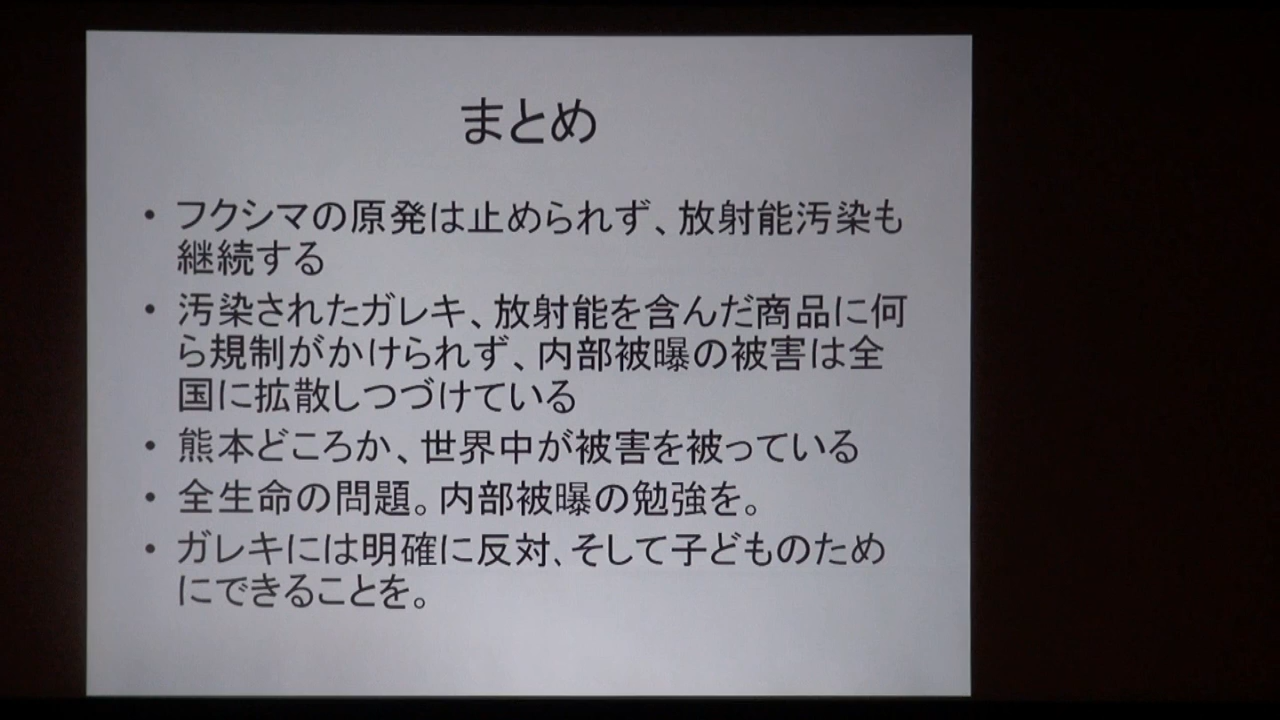 まとめ
• フクシマの原発は止められず、放射能汚染も
継続する
• 汚染されたガレキ、放射能を含んだ商品に何
ら規制がかけられず、内部被曝の被害は全
国に拡散しつづけている
• 熊本どころか、世界中が被害を被っている
• 全生命の問題。内部被曝の勉強を。
• ガレキには明確に反対、そして子どものため
にできることを。